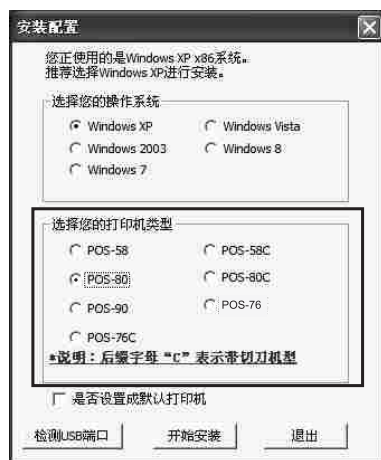 安装配置
您正使用的是Windows XP x86系统。
推荐选择Windows XP进行安装。
选择您的操作系统
Windows XP Windows Vista
Windows 2003 Windows 8
Windows 7
选择您的打印机类型
POS-58 POS-58C
POS-80 POS-80C
POS-90 POS-76
POS-76C
*说明：后缀字母“C”表示带切刀机型
是否设置成默认打印机
检测USB端口 开始安装 退出